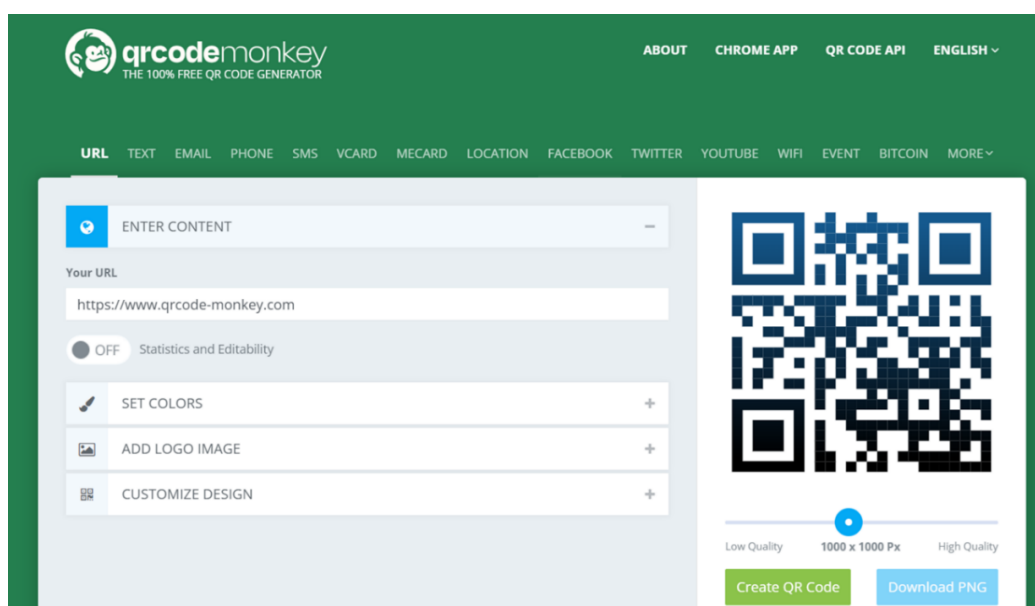 qrcodemonkey
THE 100% FREE QR CODE GENERATOR
ABOUT CHROME APP QR CODE API ENGLISH
URL TEXT EMAIL PHONE SMS VCARD MECARD LOCATION FACEBOOK TWITTER YOUTUBE WIFI EVENT BITCOIN MORE
ENTER CONTENT
Your URL
https://www.qrcode-monkey.com
OFF Statistics and Editability
SET COLORS
ADD LOGO IMAGE
CUSTOMIZE DESIGN
Low Quality 1000 x 1000 Px High Quality
Create QR Code Download PNG